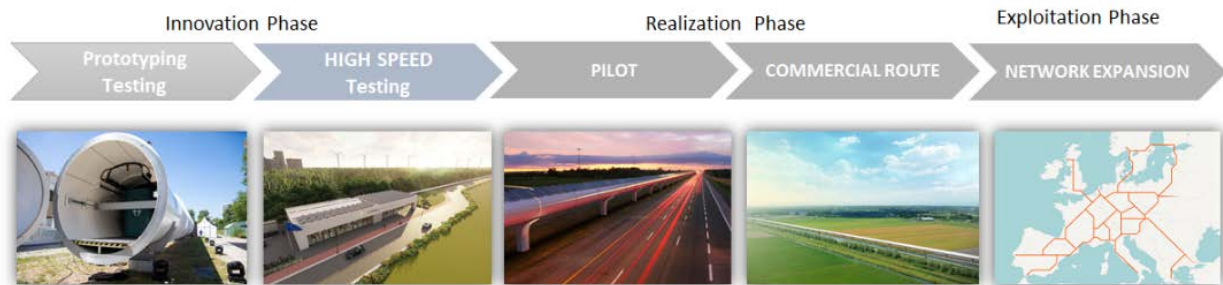 Innovation Phase
Realization Phase
Exploitation Phase
Prototyping
Testing
HIGH SPEED
Testing
PILOT
COMMERCIAL ROUTE
NETWORK EXPANSION